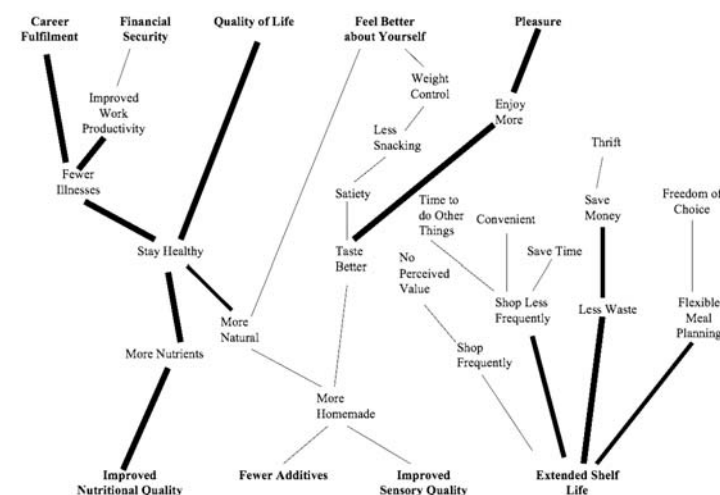 Career
Fulfilment
Financial
Security
Quality of Life
Feel Better
about Yourself
Pleasure
Weight
Control
Improved
Work
Productivity
Enjoy
More
Less
Snacking
Thrift
Fewer
Illnesses
Satiety
Time to
do Other
Things
Convenient
Save
Money
Freedom of
Choice
Stay Healthy
Taste
Better
No
Perceived
Value
Save Time
More
Natural
Shop Less
Frequently
Less Waste
Flexible
Meal
Planning
More Nutrients
Shop
Frequently
More
Homemade
Improved
Nutritional Quality
Fewer Additives
Improved
Sensory Quality
Extended Shelf
Life